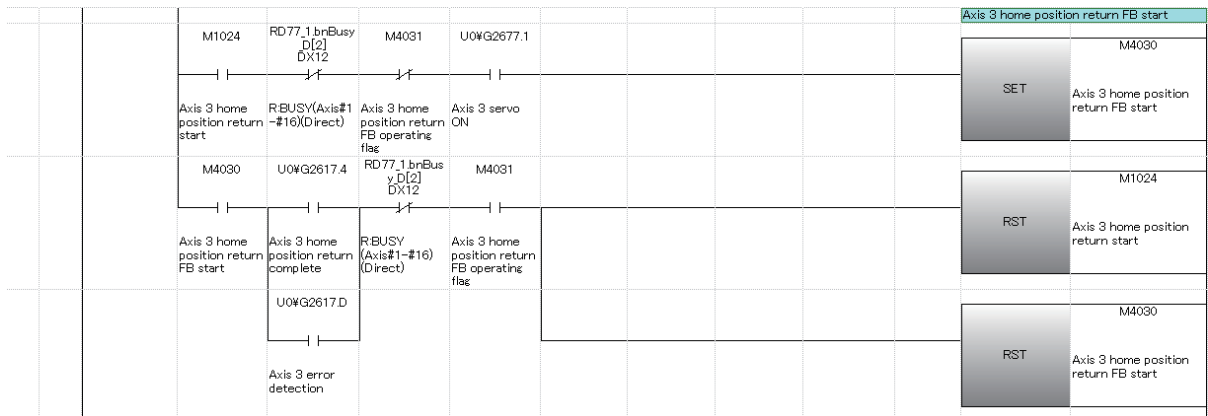 Axis 3 home position return FB start
M1024
RD77_1.bnBusy
_D[2]
DX12
M4031
U0¥G2677.1
M4030
SET
Axis 3 home
position return
start
R:BUSY(Axis#1
-#16)(Direct)
Axis 3 home
position return
FB operating
flag
Axis 3 servo
ON
Axis 3 home position
return FB start
M4030
U0¥G2617.4
RD77_1.bnBus
y_D[2]
DX12
M4031
M1024
RST
Axis 3 home
position return
FB start
Axis 3 home
position return
complete
R:BUSY
(Axis#1-#16)
(Direct)
Axis 3 home
position return
FB operating
flag
Axis 3 home position
return start
U0¥G2617.D
M4030
RST
Axis 3 error
detection
Axis 3 home position
return FB start